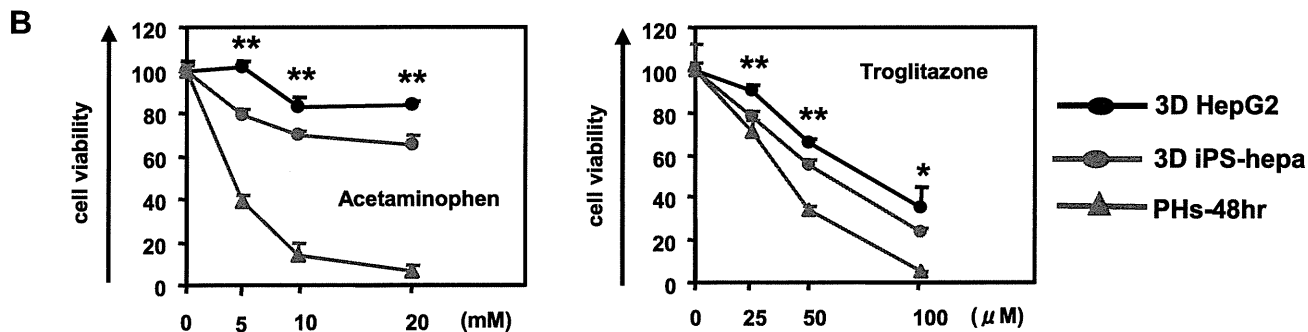 B
120
100
80
60
40
20
0
cell viability
**
**
**
Acetaminophen
0 5 10 20 (mM)
120
100
80
60
40
20
0
cell viability
**
**
*
Troglitazone
0 25 50 100 (μM)
3D HepG2
3D iPS-hepa
PHs-48hr